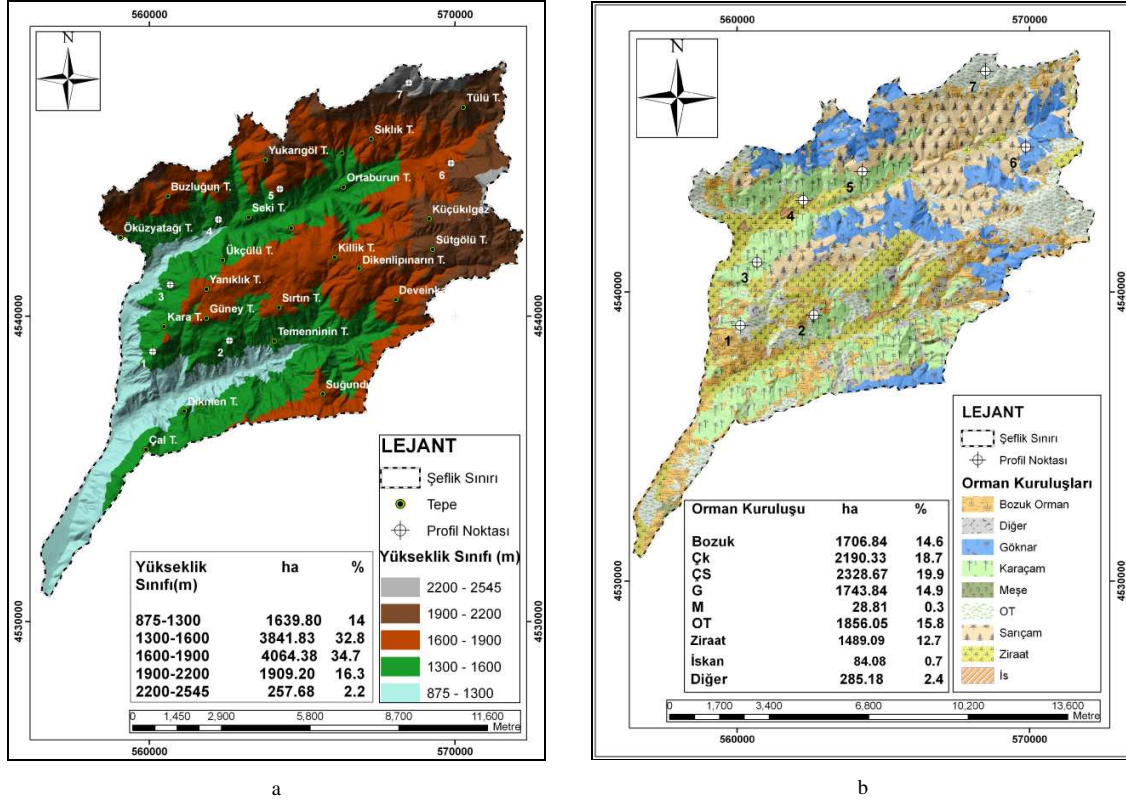 560000
570000
N
7
Tülü T.
Sıklık T.
Yukarıgöl T.
6
Buzluğun T.
5
Ortaburun T.
Seki T.
4
Küçükılgaz
Öküzyatağı T.
Ükçülü T.
Killik T.
Sütgölü T.
Dikenlipınarın T.
3
Yanıklık T.
Deveinka
Sırtın T.
Güney T.
Kara T.
4540000
4540000
2
Temenninin T.
1
Suğundu
Dikmen T.
Çal T.
LEJANT
Şeflik Sınırı
Tepe
Profil Noktası
Yükseklik Sınıfı (m)
2200 - 2545
1900 - 2200
1600 - 1900
1300 - 1600
875 - 1300
Yükseklik ha %
Sınıfı(m)
875-1300 1639.80 14
1300-1600 3841.83 32.8
1600-1900 4064.38 34.7
1900-2200 1909.20 16.3
2200-2545 257.68 2.2
4530000
4530000
0 1,450 2,900 5,800 8,700 11,600
Metre
560000
570000
a
560000
570000
N
7
6
5
4
3
2
1
4540000
4540000
LEJANT
Şeflik Sınırı
Profil Noktası
Orman Kuruluşları
Bozuk Orman
Diğer
Göknar
Karaçam
Meşe
OT
Sarıçam
Ziraat
İs
Orman Kuruluşu ha %
Bozuk 1706.84 14.6
Çk 2190.33 18.7
ÇS 2328.67 19.9
G 1743.84 14.9
M 28.81 0.3
OT 1856.05 15.8
Ziraat 1489.09 12.7
İskan 84.08 0.7
Diğer 285.18 2.4
4530000
4530000
0 1,700 3,400 6,800 10,200 13,600
Metre
560000
570000
b